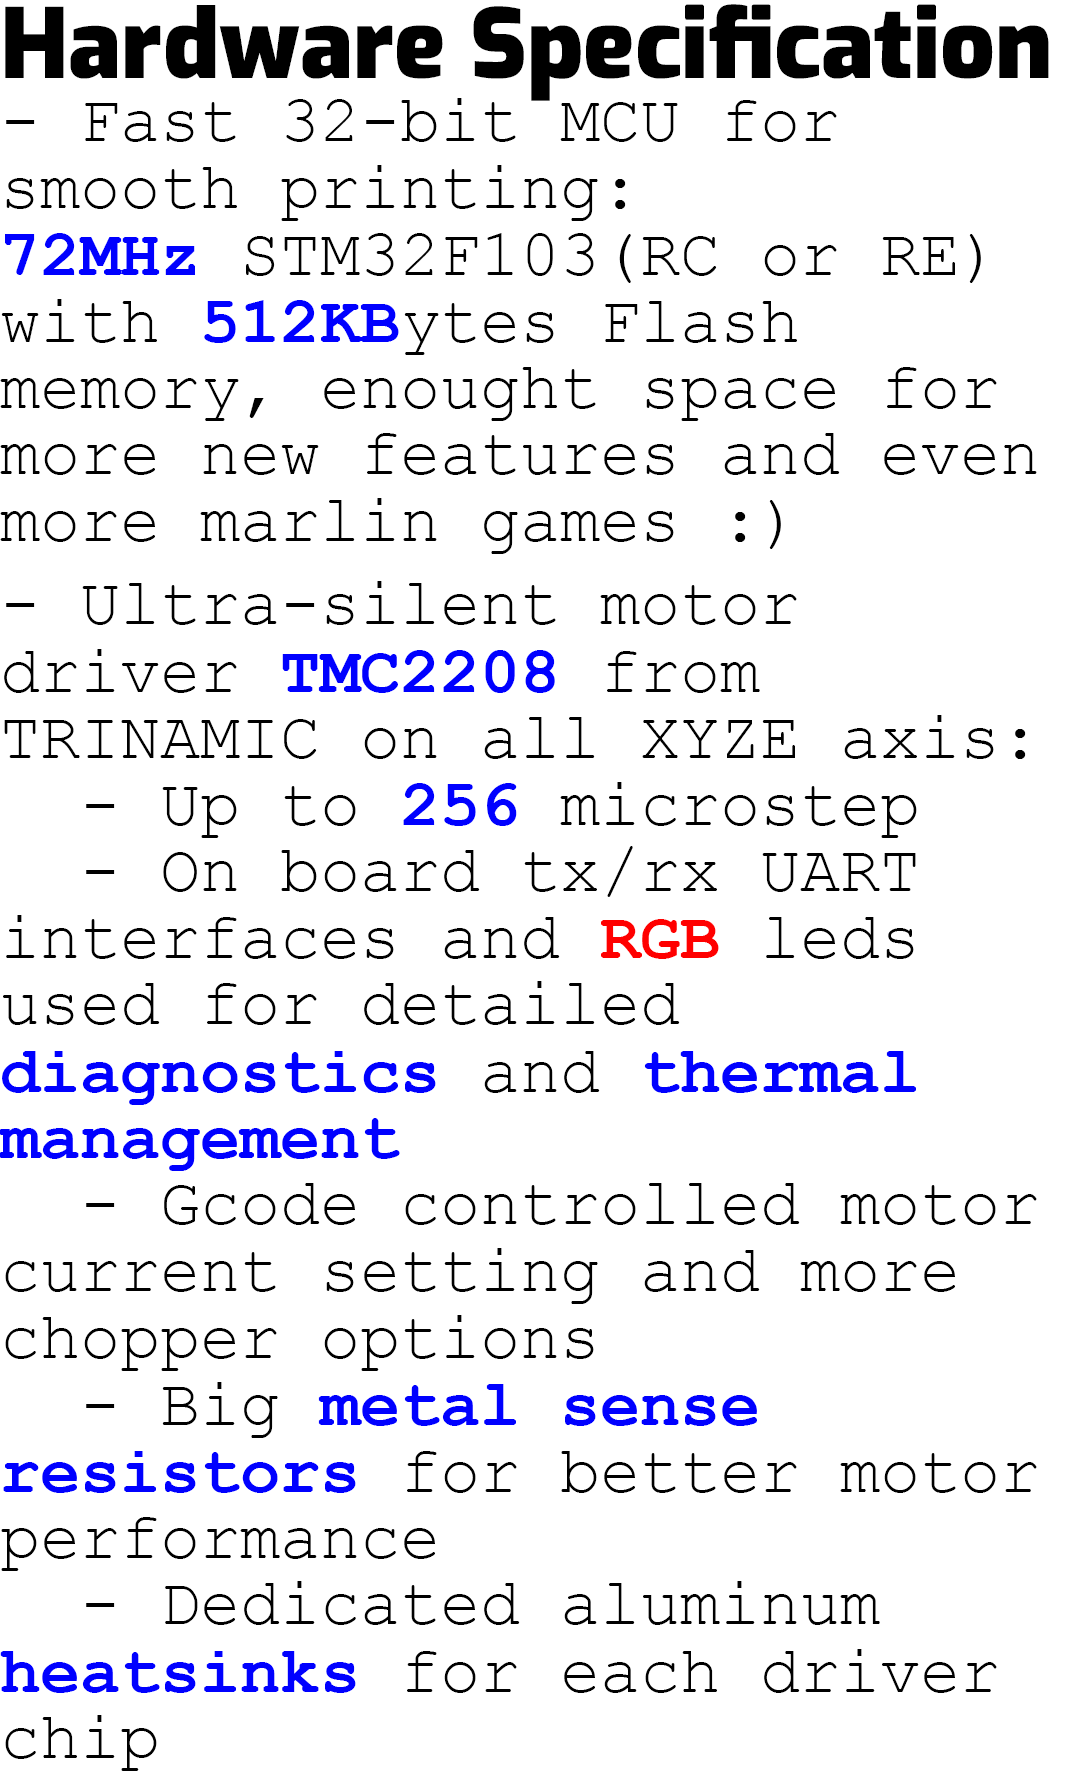 Hardware Specification
- Fast 32-bit MCU for
smooth printing:
72MHz STM32F103(RC or RE)
with 512KBytes Flash
memory, enought space for
more new features and even
more marlin games :)
- Ultra-silent motor
driver TMC2208 from
TRINAMIC on all XYZE axis:
- Up to 256 microstep
- On board tx/rx UART
interfaces and RGB leds
used for detailed
diagnostics and thermal
management
- Gcode controlled motor
current setting and more
chopper options
- Big metal sense
resistors for better motor
performance
- Dedicated aluminum
heatsinks for each driver
chip